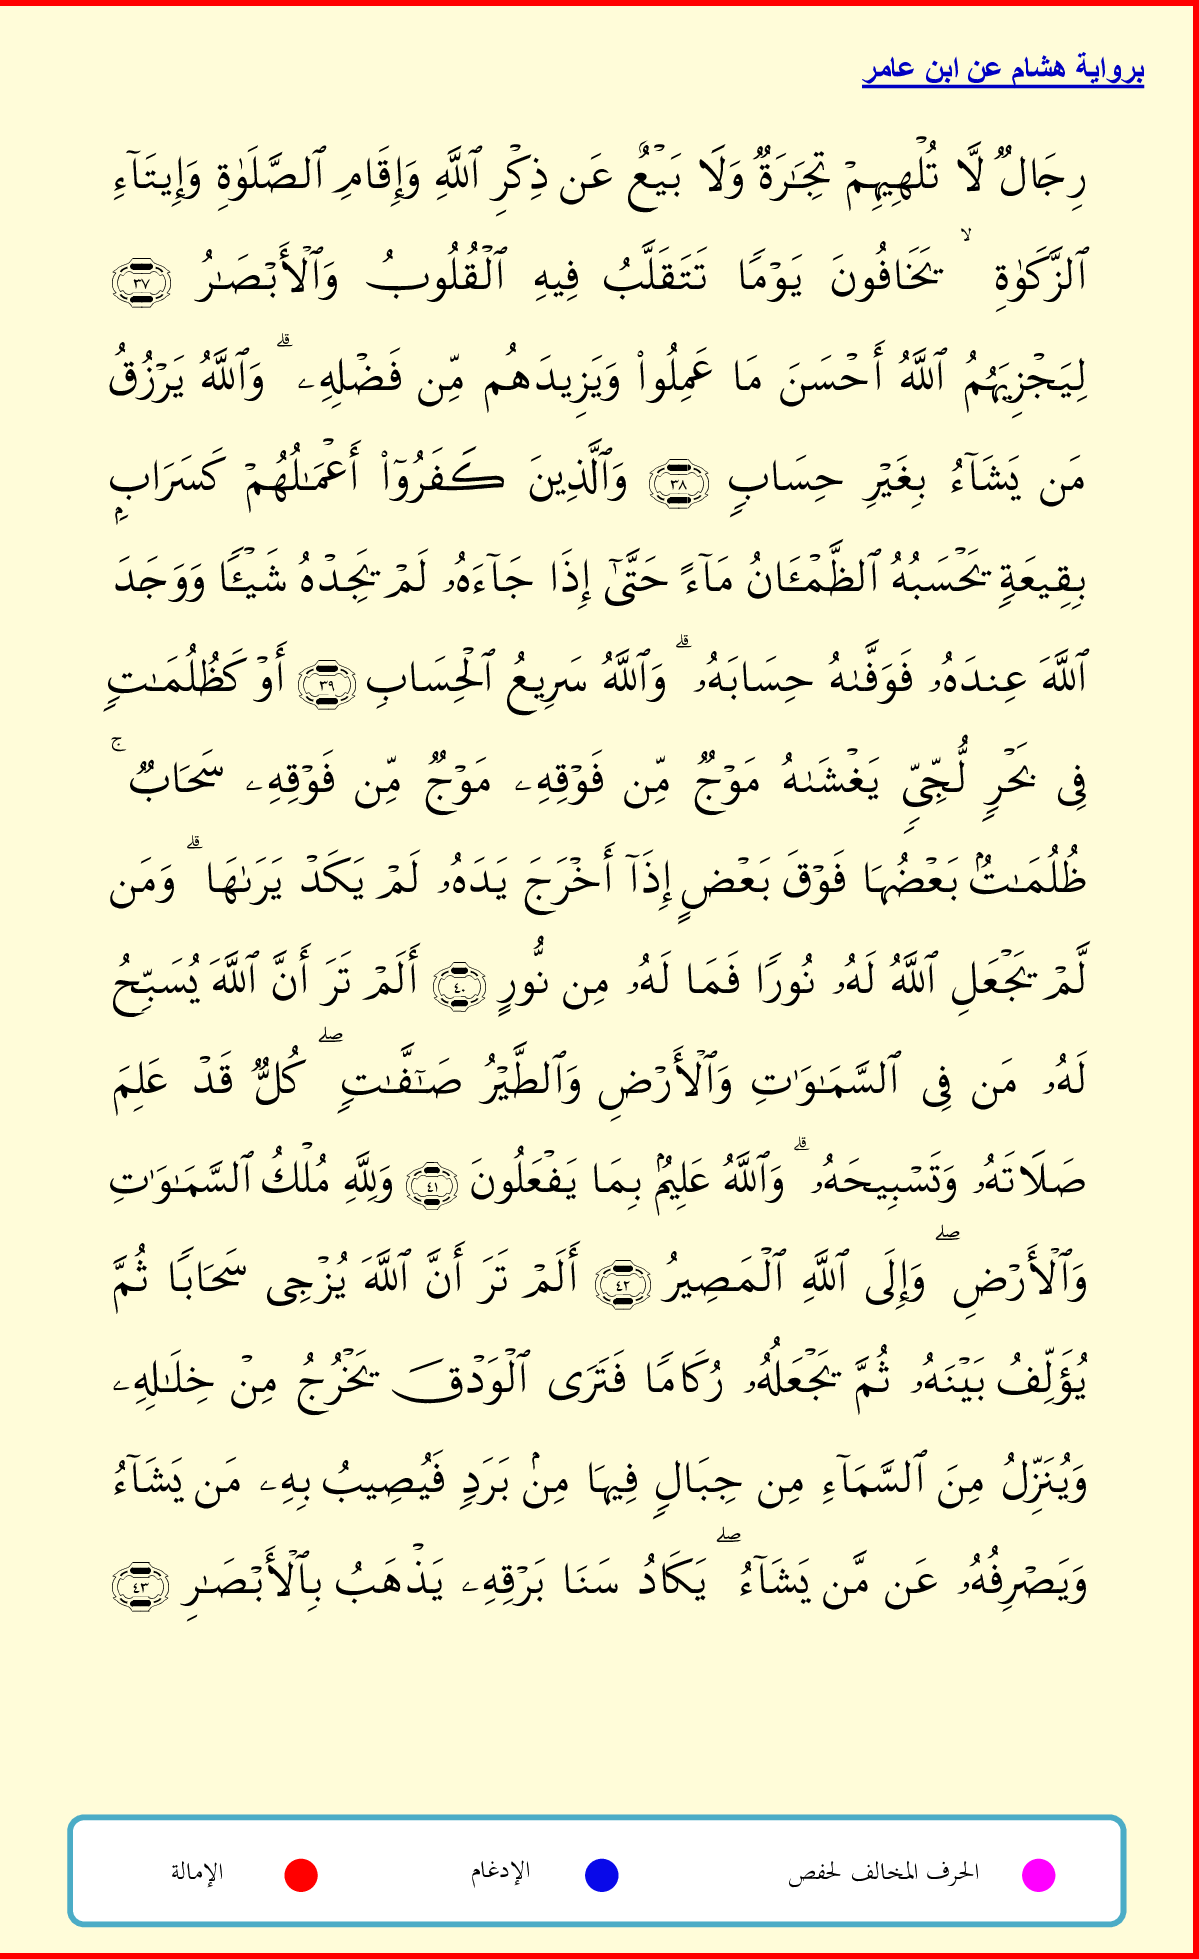 برواية هشام عن ابن عامر
رِجَالٌ لَّا تُلْهِيهِمْ تِجَٰرَةٌ وَلَا بَيْعٌ عَن ذِكْرِ ٱللَّهِ وَإِقَامِ ٱلصَّلَوٰةِ وَإِيتَآءِ
ٱلزَّكَوٰةِ ۙ يَخَافُونَ يَوْمًا تَتَقَلَّبُ فِيهِ ٱلْقُلُوبُ وَٱلْأَبْصَٰرُ ٣٧
لِيَجْزِيَهُمُ ٱللَّهُ أَحْسَنَ مَا عَمِلُوا۟ وَيَزِيدَهُم مِّن فَضْلِهِۦ ۗ وَٱللَّهُ يَرْزُقُ
مَن يَشَآءُ بِغَيْرِ حِسَابٍ ٣٨ وَٱلَّذِينَ كَفَرُوٓا۟ أَعْمَٰلُهُمْ كَسَرَابٍۭ
بِقِيعَةٍ يَحْسَبُهُ ٱلظَّمْـَٔانُ مَآءً حَتَّىٰٓ إِذَا جَآءَهُۥ لَمْ يَجِدْهُ شَيْـًٔا وَوَجَدَ
ٱللَّهَ عِندَهُۥ فَوَفَّىٰهُ حِسَابَهُۥ ۗ وَٱللَّهُ سَرِيعُ ٱلْحِسَابِ ٣٩ أَوْ كَظُلُمَٰتٍ
فِى بَحْرٍ لُّجِّىٍّ يَغْشَىٰهُ مَوْجٌ مِّن فَوْقِهِۦ مَوْجٌ مِّن فَوْقِهِۦ سَحَابٌ ۚ
ظُلُمَٰتٌۢ بَعْضُهَا فَوْقَ بَعْضٍ إِذَآ أَخْرَجَ يَدَهُۥ لَمْ يَكَدْ يَرَىٰهَا ۗ وَمَن
لَّمْ يَجْعَلِ ٱللَّهُ لَهُۥ نُورًا فَمَا لَهُۥ مِن نُّورٍ ٤٠ أَلَمْ تَرَ أَنَّ ٱللَّهَ يُسَبِّحُ
لَهُۥ مَن فِى ٱلسَّمَٰوَٰتِ وَٱلْأَرْضِ وَٱلطَّيْرُ صَٰٓفَّٰتٍ ۖ كُلٌّ قَدْ عَلِمَ
صَلَاتَهُۥ وَتَسْبِيحَهُۥ ۗ وَٱللَّهُ عَلِيمٌۢ بِمَا يَفْعَلُونَ ٤١ وَلِلَّهِ مُلْكُ ٱلسَّمَٰوَٰتِ
وَٱلْأَرْضِ ۖ وَإِلَى ٱللَّهِ ٱلْمَصِيرُ ٤٢ أَلَمْ تَرَ أَنَّ ٱللَّهَ يُزْجِى سَحَابًا ثُمَّ
يُؤَلِّفُ بَيْنَهُۥ ثُمَّ يَجْعَلُهُۥ رُكَامًا فَتَرَى ٱلْوَدْقَ يَخْرُجُ مِنْ خِلَٰلِهِۦ
وَيُنَزِّلُ مِنَ ٱلسَّمَآءِ مِن جِبَالٍ فِيهَا مِنۢ بَرَدٍ فَيُصِيبُ بِهِۦ مَن يَشَآءُ
وَيَصْرِفُهُۥ عَن مَّن يَشَآءُ ۖ يَكَادُ سَنَا بَرْقِهِۦ يَذْهَبُ بِٱلْأَبْصَٰرِ ٤٣
الحرف المخالف لحفص الإدغام الإمالة